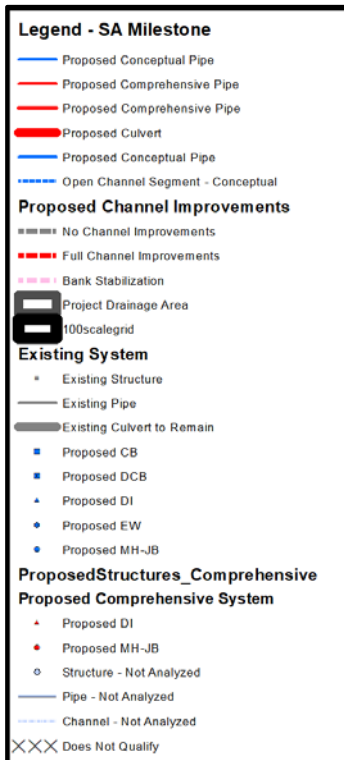 Legend - SA Milestone
Proposed Conceptual Pipe
Proposed Comprehensive Pipe
Proposed Comprehensive Pipe
Proposed Culvert
Proposed Conceptual Pipe
Open Channel Segment - Conceptual
Proposed Channel Improvements
No Channel Improvements
Full Channel Improvements
Bank Stabilization
Project Drainage Area
100scalegrid
Existing System
Existing Structure
Existing Pipe
Existing Culvert to Remain
Proposed CB
Proposed DCB
Proposed DI
Proposed EW
Proposed MH-JB
ProposedStructures_Comprehensive
Proposed Comprehensive System
Proposed DI
Proposed MH-JB
Structure - Not Analyzed
Pipe - Not Analyzed
Channel - Not Analyzed
Does Not Qualify